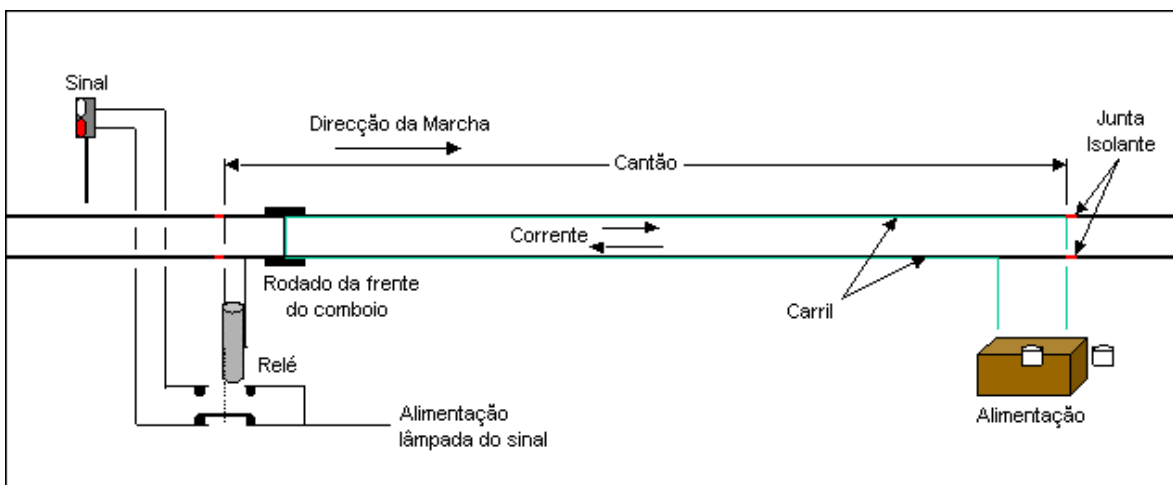 Sinal
Direcção da Marcha
Junta
Isolante
Cantão
Corrente
Rodado da frente
do comboio
Carril
Relé
Alimentação
lâmpada do sinal
Alimentação